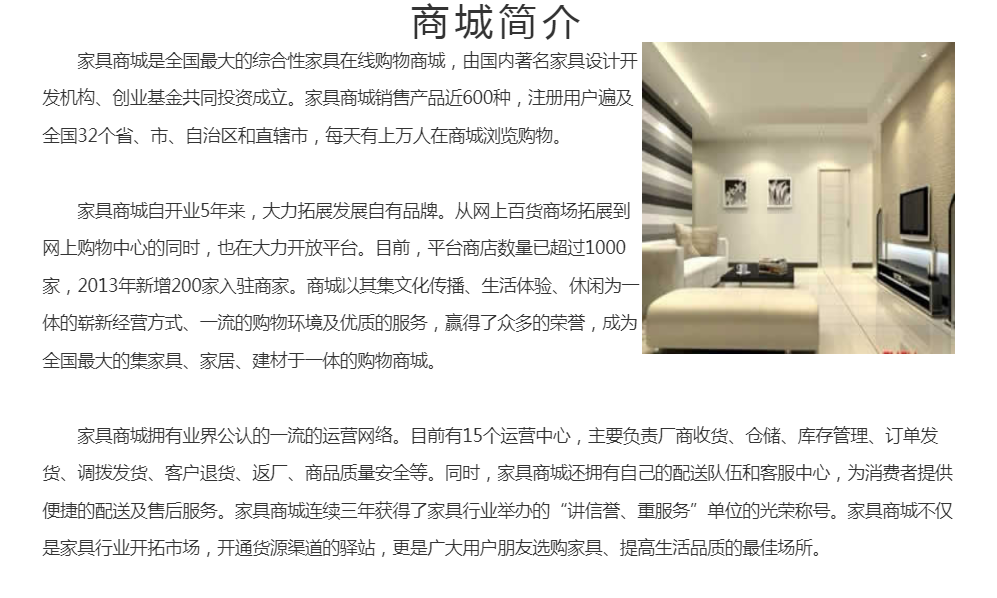 商城简介
家具商城是全国最大的综合性家具在线购物商城，由国内著名家具设计开
发机构、创业基金共同投资成立。家具商城销售产品近600种，注册用户遍及
全国32个省、市、自治区和直辖市，每天有上万人在商城浏览购物。
家具商城自开业5年来，大力拓展发展自有品牌。从网上百货商场拓展到
网上购物中心的同时，也在大力开放平台。目前，平台商店数量已超过1000
家，2013年新增200家入驻商家。商城以其集文化传播、生活体验、休闲为一
体的崭新经营方式、一流的购物环境及优质的服务，赢得了众多的荣誉，成为
全国最大的集家具、家居、建材于一体的购物商城。
家具商城拥有业界公认的一流的运营网络。目前有15个运营中心，主要负责厂商收货、仓储、库存管理、订单发
货、调拨发货、客户退货、返厂、商品质量安全等。同时，家具商城还拥有自己的配送队伍和客服中心，为消费者提供
便捷的配送及售后服务。家具商城连续三年获得了家具行业举办的“讲信誉、重服务”单位的光荣称号。家具商城不仅
是家具行业开拓市场，开通货源渠道的驿站，更是广大用户朋友选购家具、提高生活品质的最佳场所。